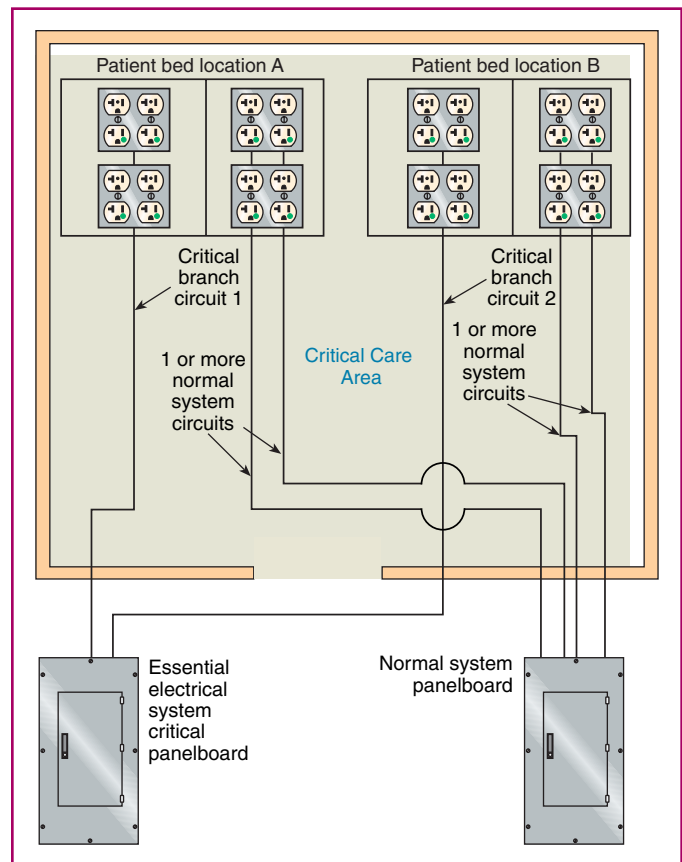 Patient bed location A
Patient bed location B
Critical
branch
circuit 1
Critical
branch
circuit 2
1 or more
normal
system
circuits
Critical Care
Area
1 or more
normal
system
circuits
Essential
electrical
system
critical
panelboard
Normal system
panelboard